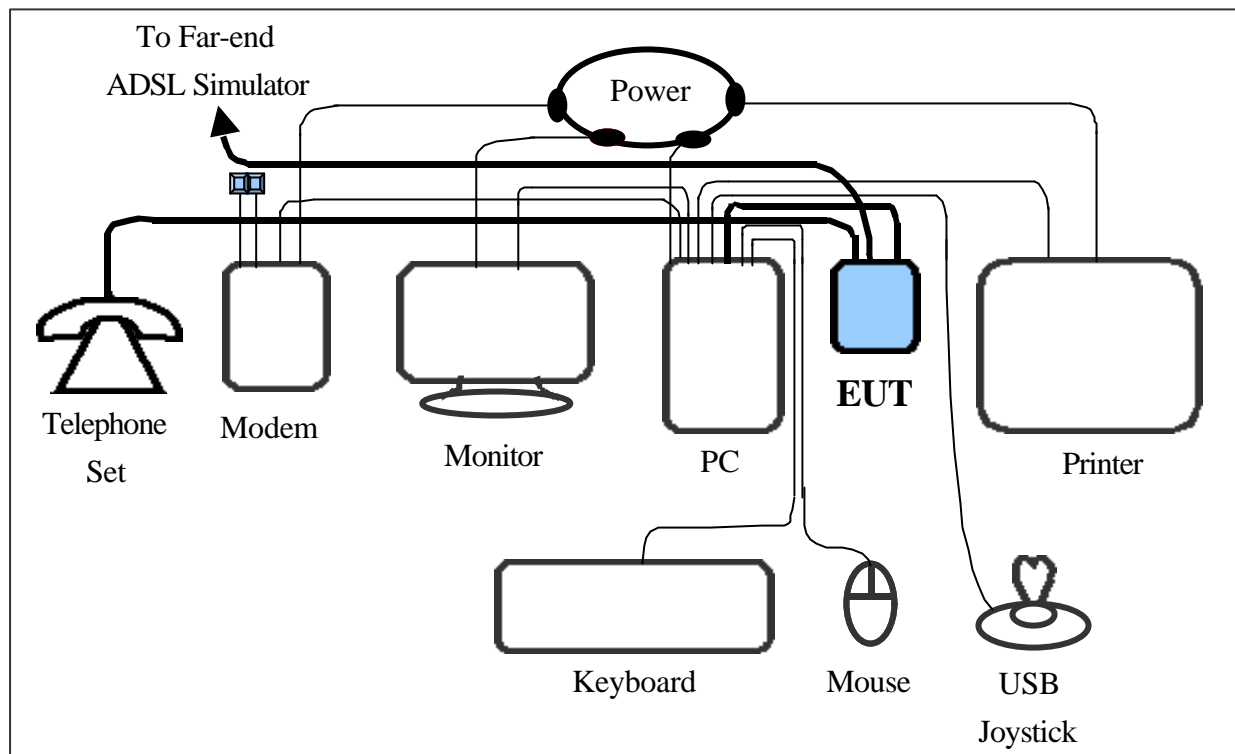 To Far-end
ADSL Simulator
Power
Telephone
Set
Modem
Monitor
PC
EUT
Printer
Keyboard
Mouse
USB
Joystick